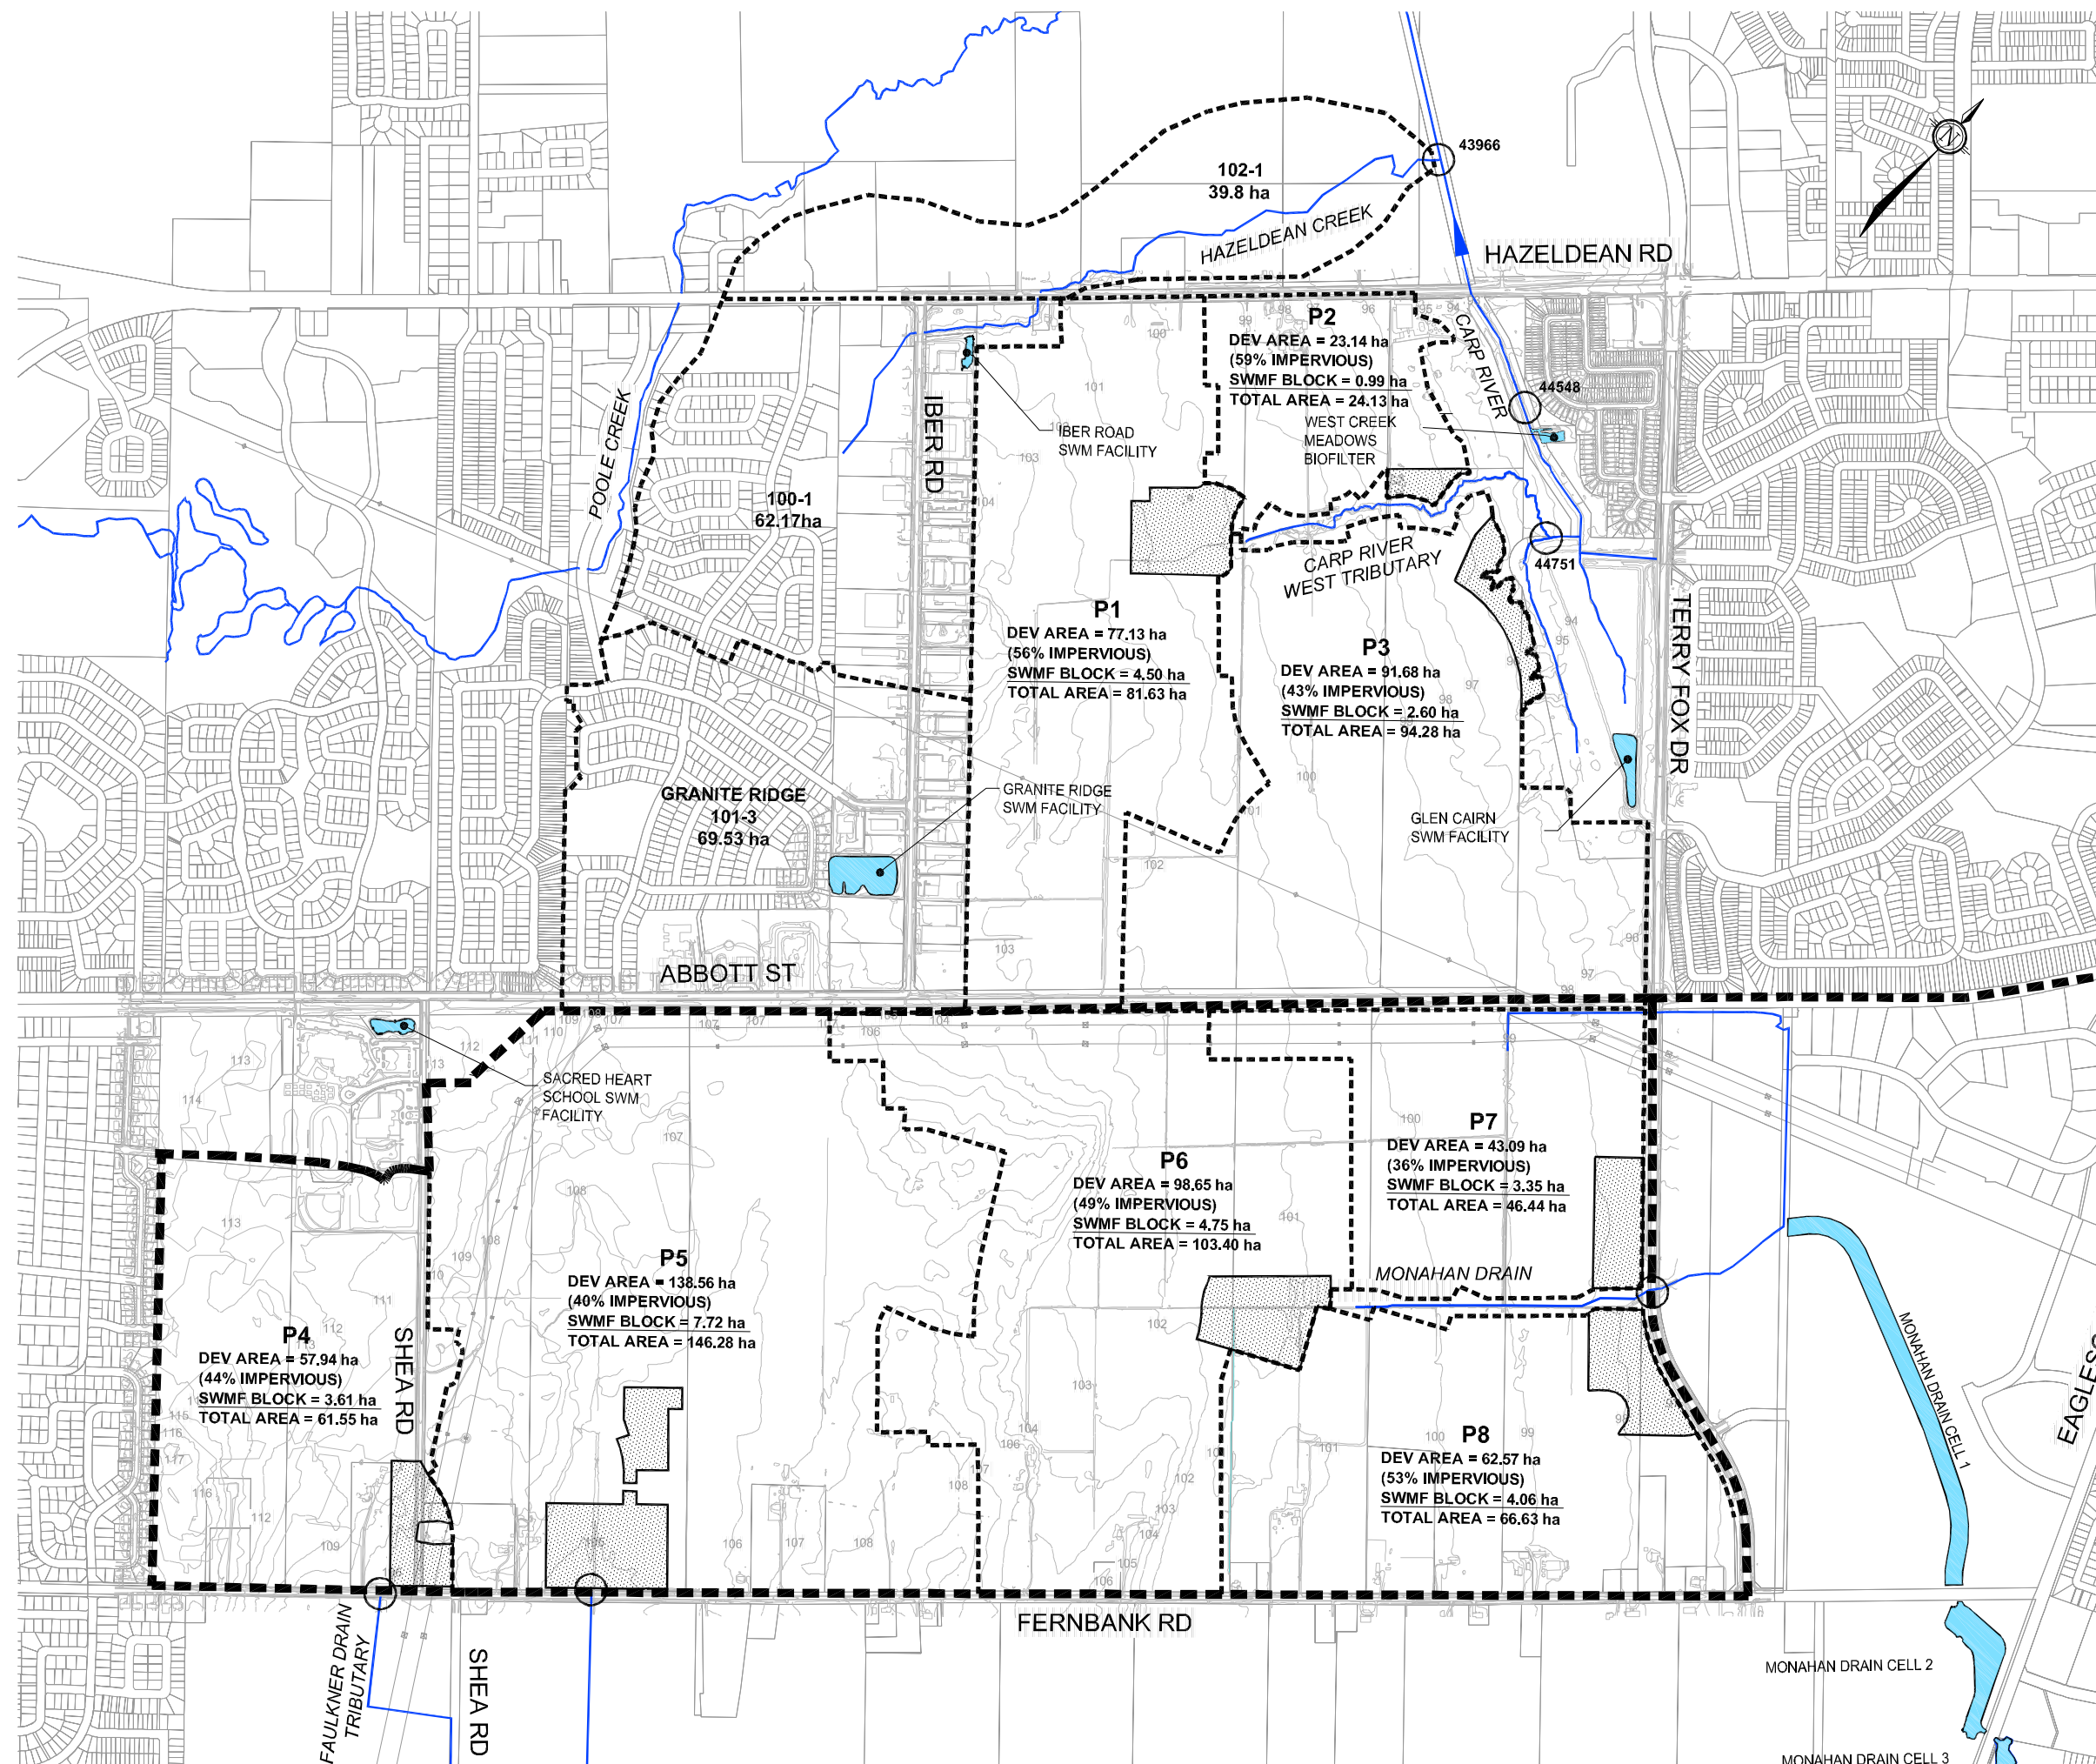 43966
102-1
39.8 ha
HAZELDEAN CREEK
HAZELDEAN RD
N
P2
DEV AREA = 23.14 ha
(59% IMPERVIOUS)
SWMF BLOCK = 0.99 ha
TOTAL AREA = 24.13 ha
CARP RIVER
44548
WEST CREEK
MEADOWS
BIOFILTER
IBER RD
IBER ROAD
SWM FACILITY
POOLE CREEK
100-1
62.17ha
CARP RIVER
WEST TRIBUTARY
44751
TERRY FOX DR
P1
DEV AREA = 77.13 ha
(56% IMPERVIOUS)
SWMF BLOCK = 4.50 ha
TOTAL AREA = 81.63 ha
P3
DEV AREA = 91.68 ha
(43% IMPERVIOUS)
SWMF BLOCK = 2.60 ha
TOTAL AREA = 94.28 ha
GRANITE RIDGE
101-3
69.53 ha
GRANITE RIDGE
SWM FACILITY
GLEN CAIRN
SWM FACILITY
ABBOTT ST
SACRED HEART
SCHOOL SWM
FACILITY
P7
DEV AREA = 43.09 ha
(36% IMPERVIOUS)
SWMF BLOCK = 3.35 ha
TOTAL AREA = 46.44 ha
P6
DEV AREA = 98.65 ha
(49% IMPERVIOUS)
SWMF BLOCK = 4.75 ha
TOTAL AREA = 103.40 ha
P5
DEV AREA = 138.56 ha
(40% IMPERVIOUS)
SWMF BLOCK = 7.72 ha
TOTAL AREA = 146.28 ha
MONAHAN DRAIN
P4
DEV AREA = 57.94 ha
(44% IMPERVIOUS)
SWMF BLOCK = 3.61 ha
TOTAL AREA = 61.55 ha
SHEA RD
MONAHAN DRAIN CELL 1
P8
DEV AREA = 62.57 ha
(53% IMPERVIOUS)
SWMF BLOCK = 4.06 ha
TOTAL AREA = 66.63 ha
FERNBANK RD
FAULKNER DRAIN
TRIBUTARY
SHEA RD
MONAHAN DRAIN CELL 2
MONAHAN DRAIN CELL 3